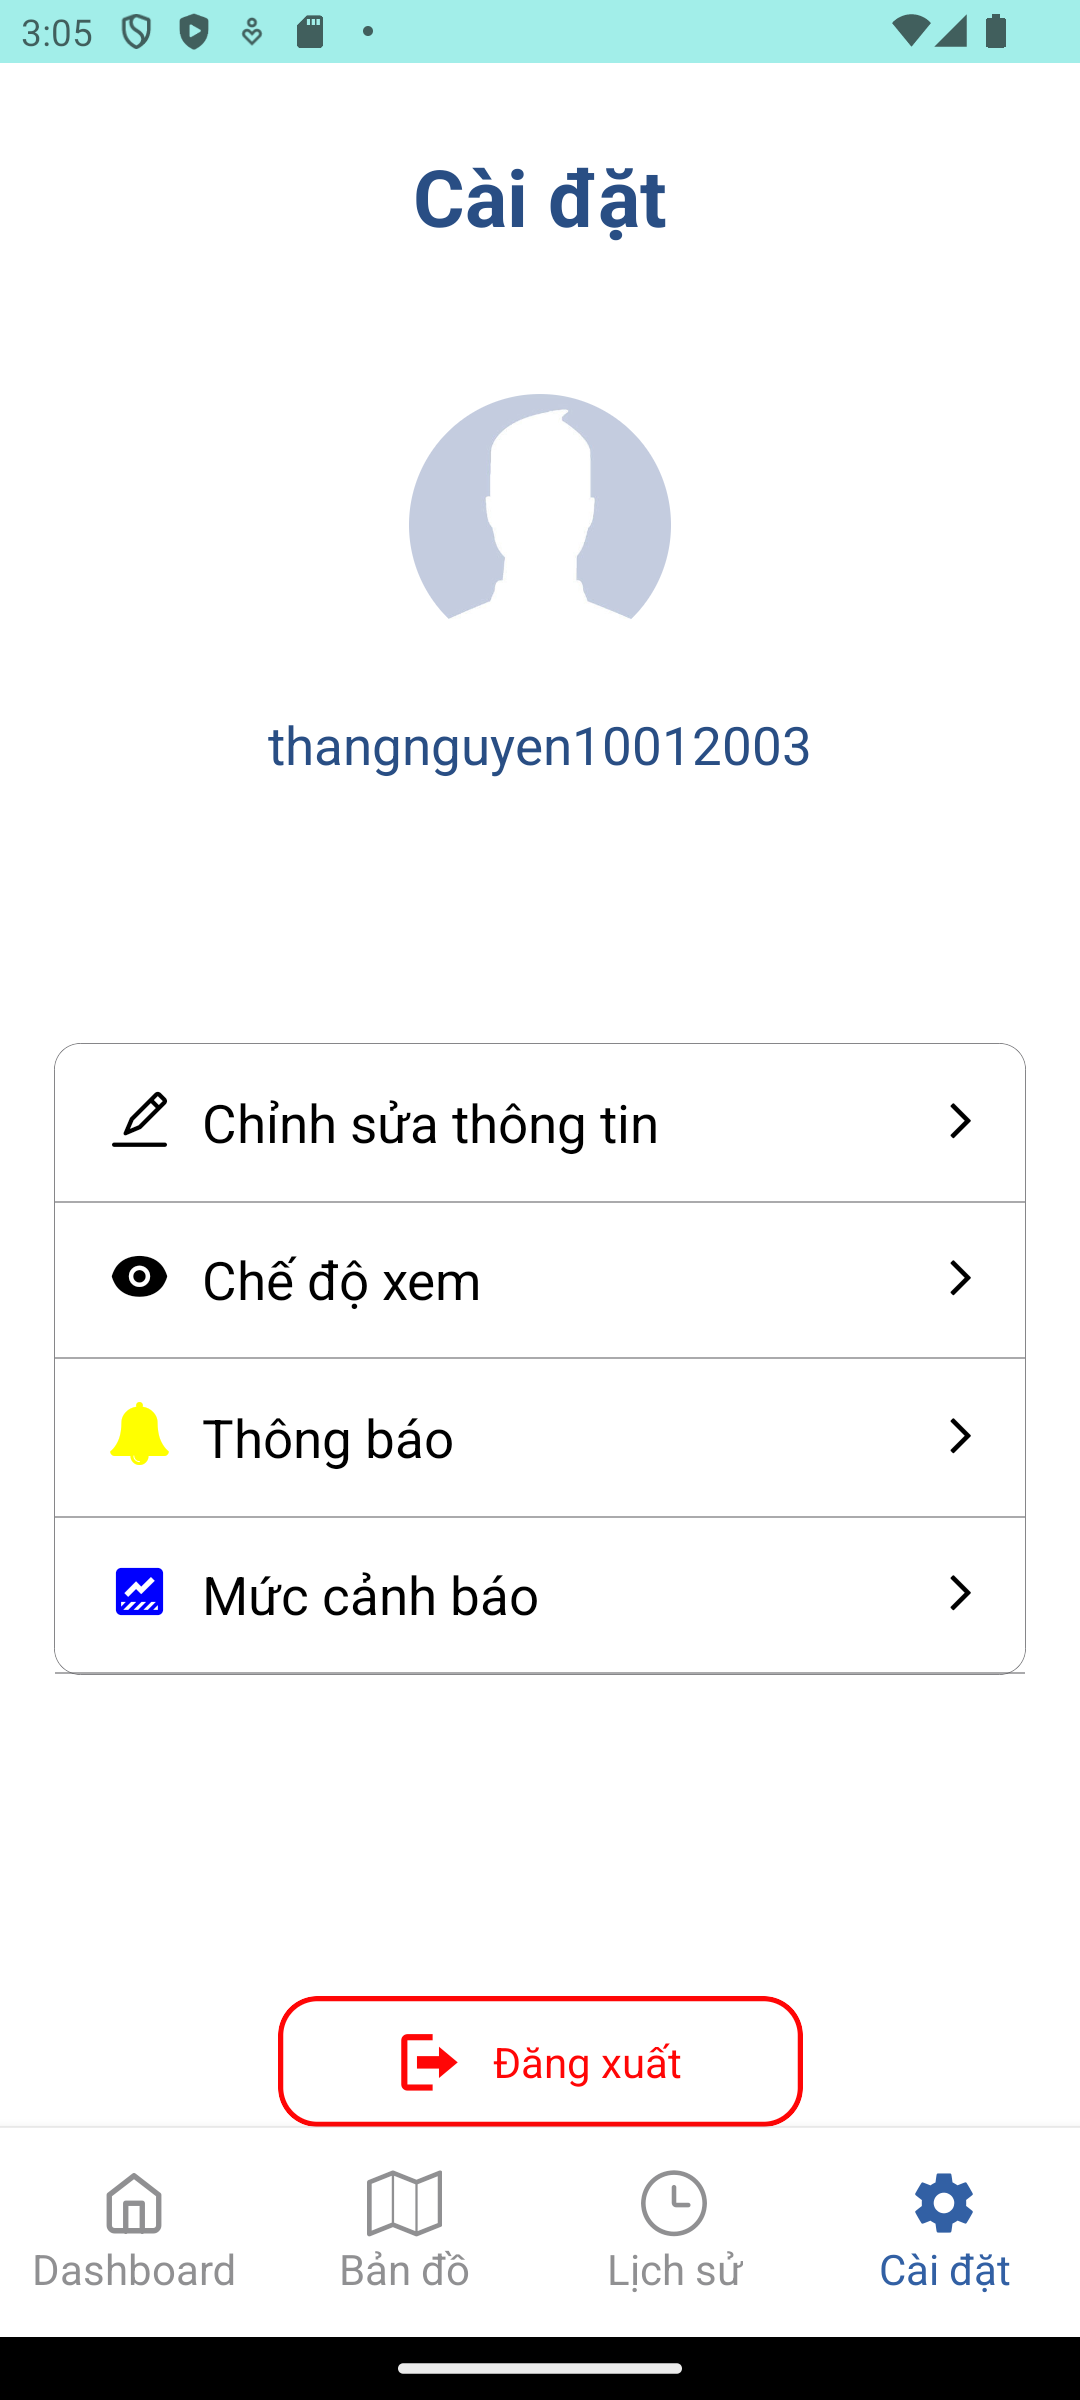 3:05
Cài đặt
thangnguyen10012003
Chỉnh sửa thông tin
Chế độ xem
Thông báo
Mức cảnh báo
Đăng xuất
Dashboard
Bản đồ
Lịch sử
Cài đặt